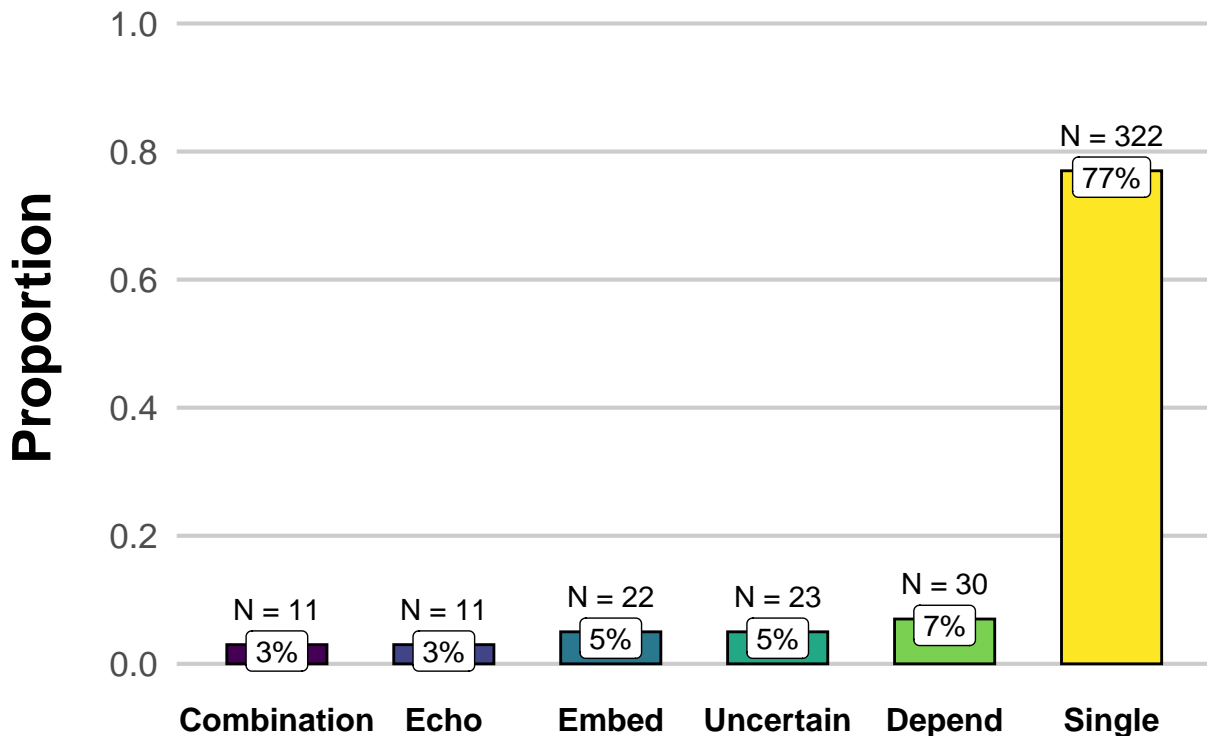 Proportion
1.0
0.8
0.6
0.4
0.2
0.0
N = 11
3%
N = 11
3%
N = 22
5%
N = 23
5%
N = 30
7%
N = 322
77%
Combination Echo Embed Uncertain Depend Single